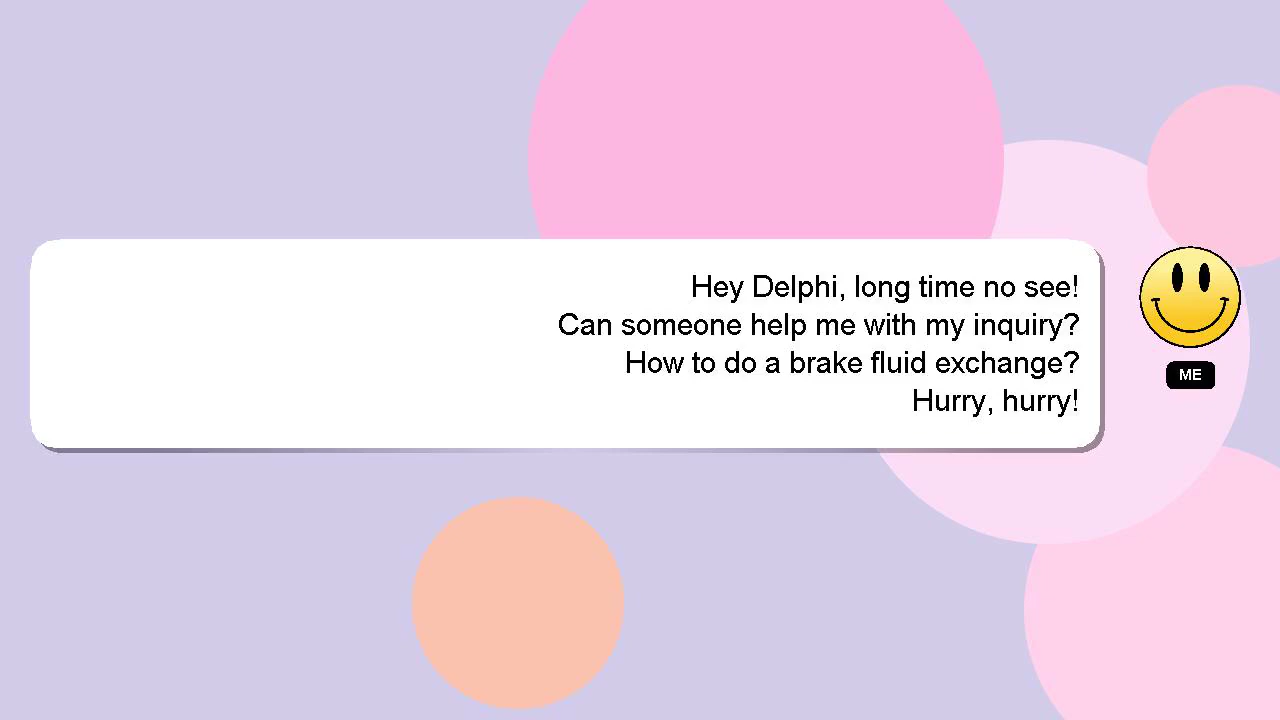 Hey Delphi, long time no see!
Can someone help me with my inquiry?
How to do a brake fluid exchange?
Hurry, hurry!
ME